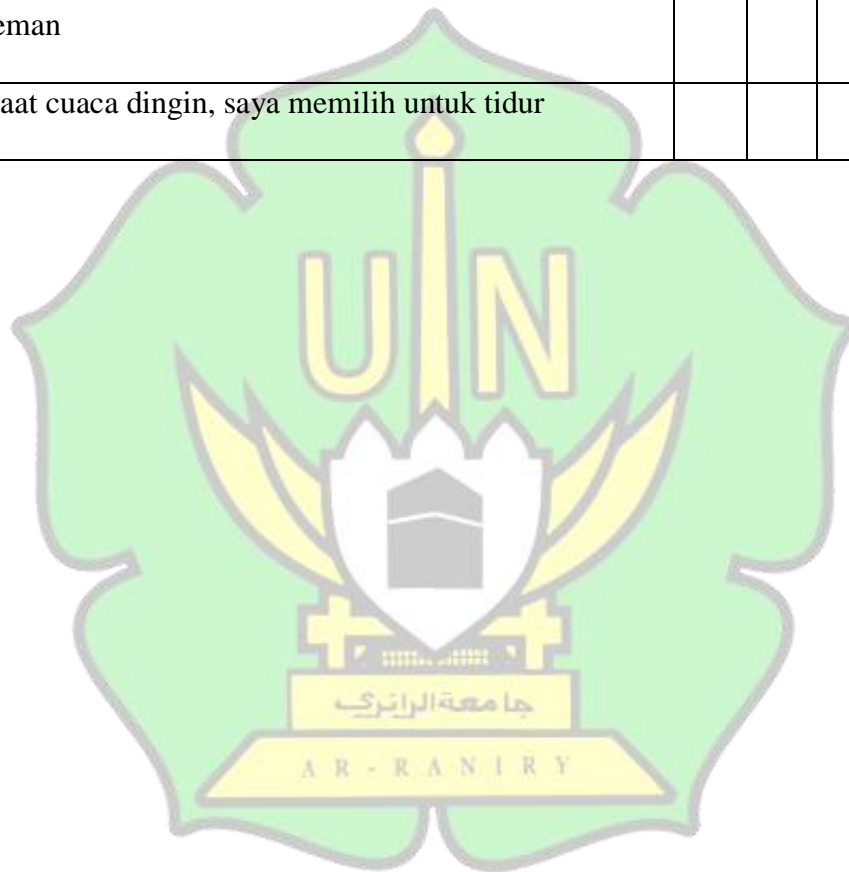 eman
aat cuaca dingin, saya memilih untuk tidur
UIN
جامعة الرانري
AR-RANIRY